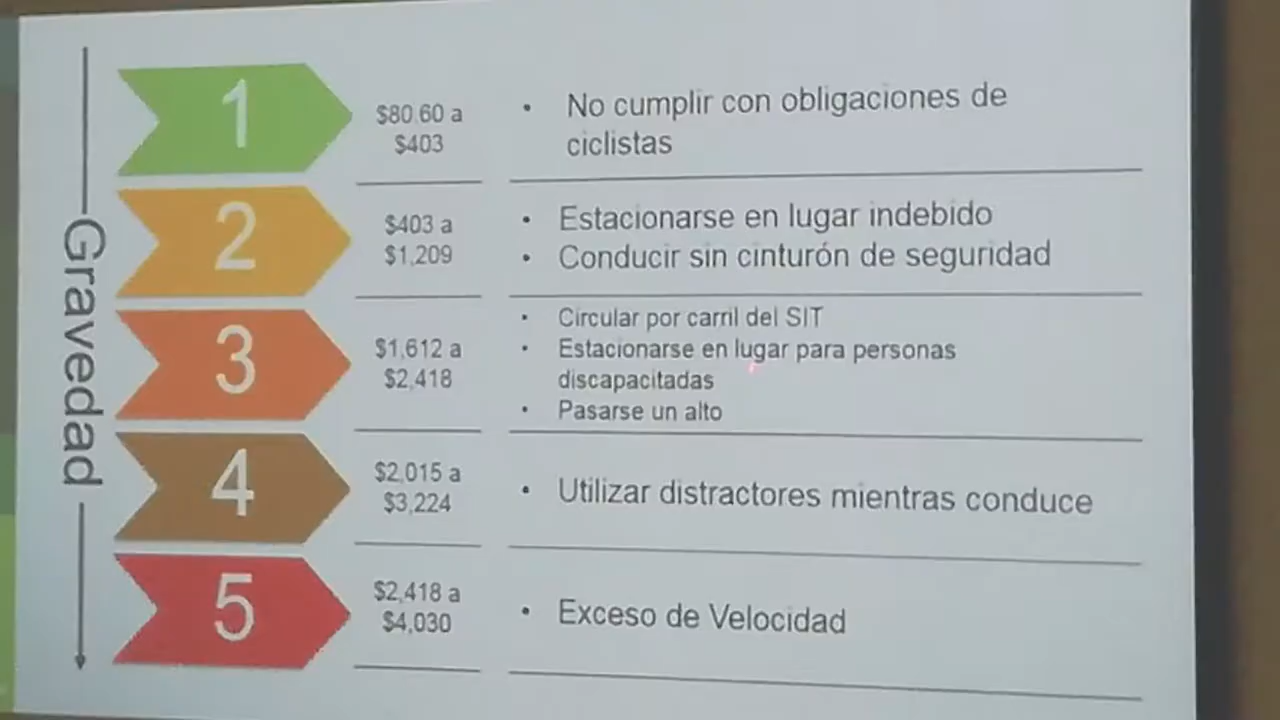 Gravedad
1
$80.60 a
$403
• No cumplir con obligaciones de
ciclistas
2
$403 a
$1,209
• Estacionarse en lugar indebido
• Conducir sin cinturón de seguridad
3
$1,612 a
$2,418
• Circular por carril del SIT
• Estacionarse en lugar para personas
discapacitadas
• Pasarse un alto
4
$2,015 a
$3,224
• Utilizar distractores mientras conduce
5
$2,418 a
$4,030
• Exceso de Velocidad